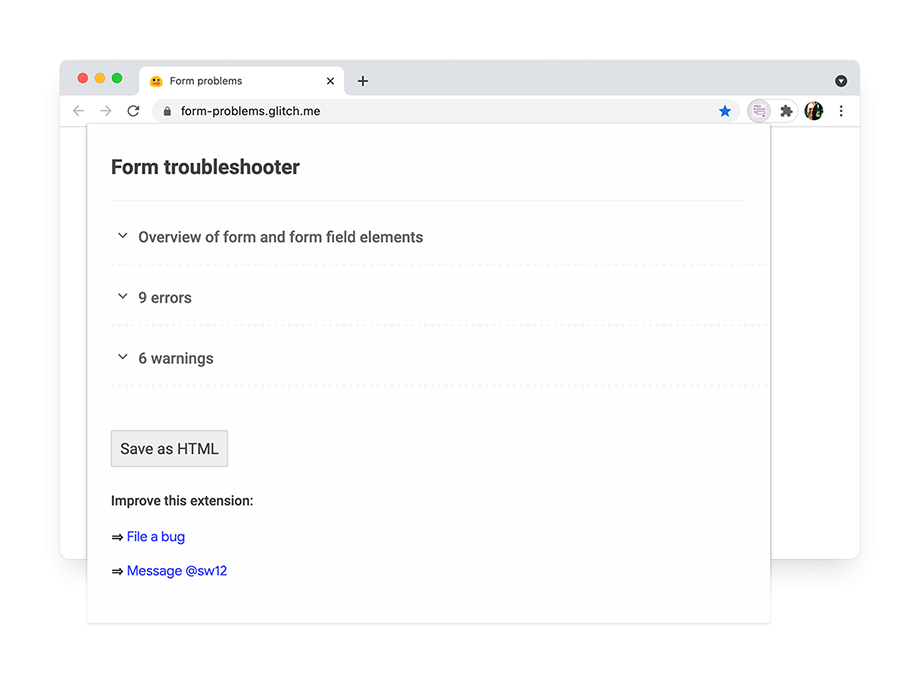 Form problems
form-problems.glitch.me
Form troubleshooter
Overview of form and form field elements
9 errors
6 warnings
Save as HTML
Improve this extension:
⇒ File a bug
⇒ Message @sw12